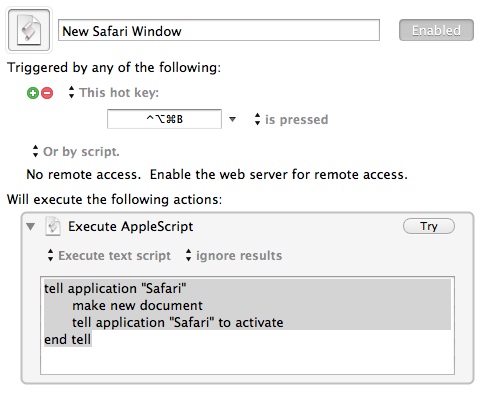 New Safari Window
Enabled
Triggered by any of the following:
This hot key:
^⌥⌘B
is pressed
Or by script.
No remote access.  Enable the web server for remote access.
Will execute the following actions:
Execute AppleScript
Try
Execute text script
ignore results
tell application "Safari"
make new document
tell application "Safari" to activate
end tell